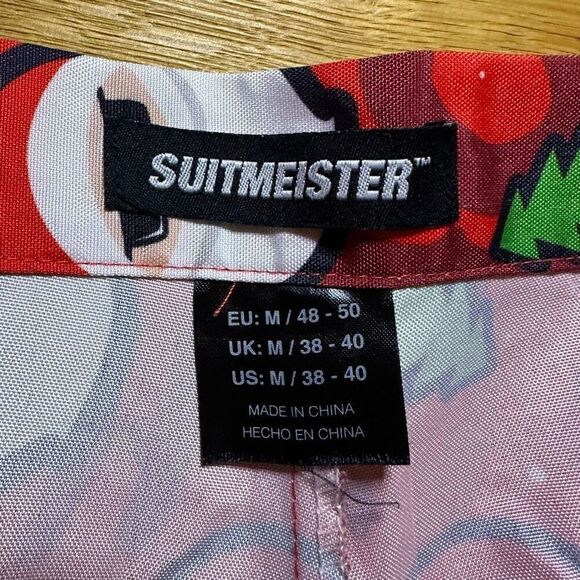 SUITMEISTER™
EU: M / 48 - 50
UK: M / 38 - 40
US: M / 38 - 40
MADE IN CHINA
HECHO EN CHINA